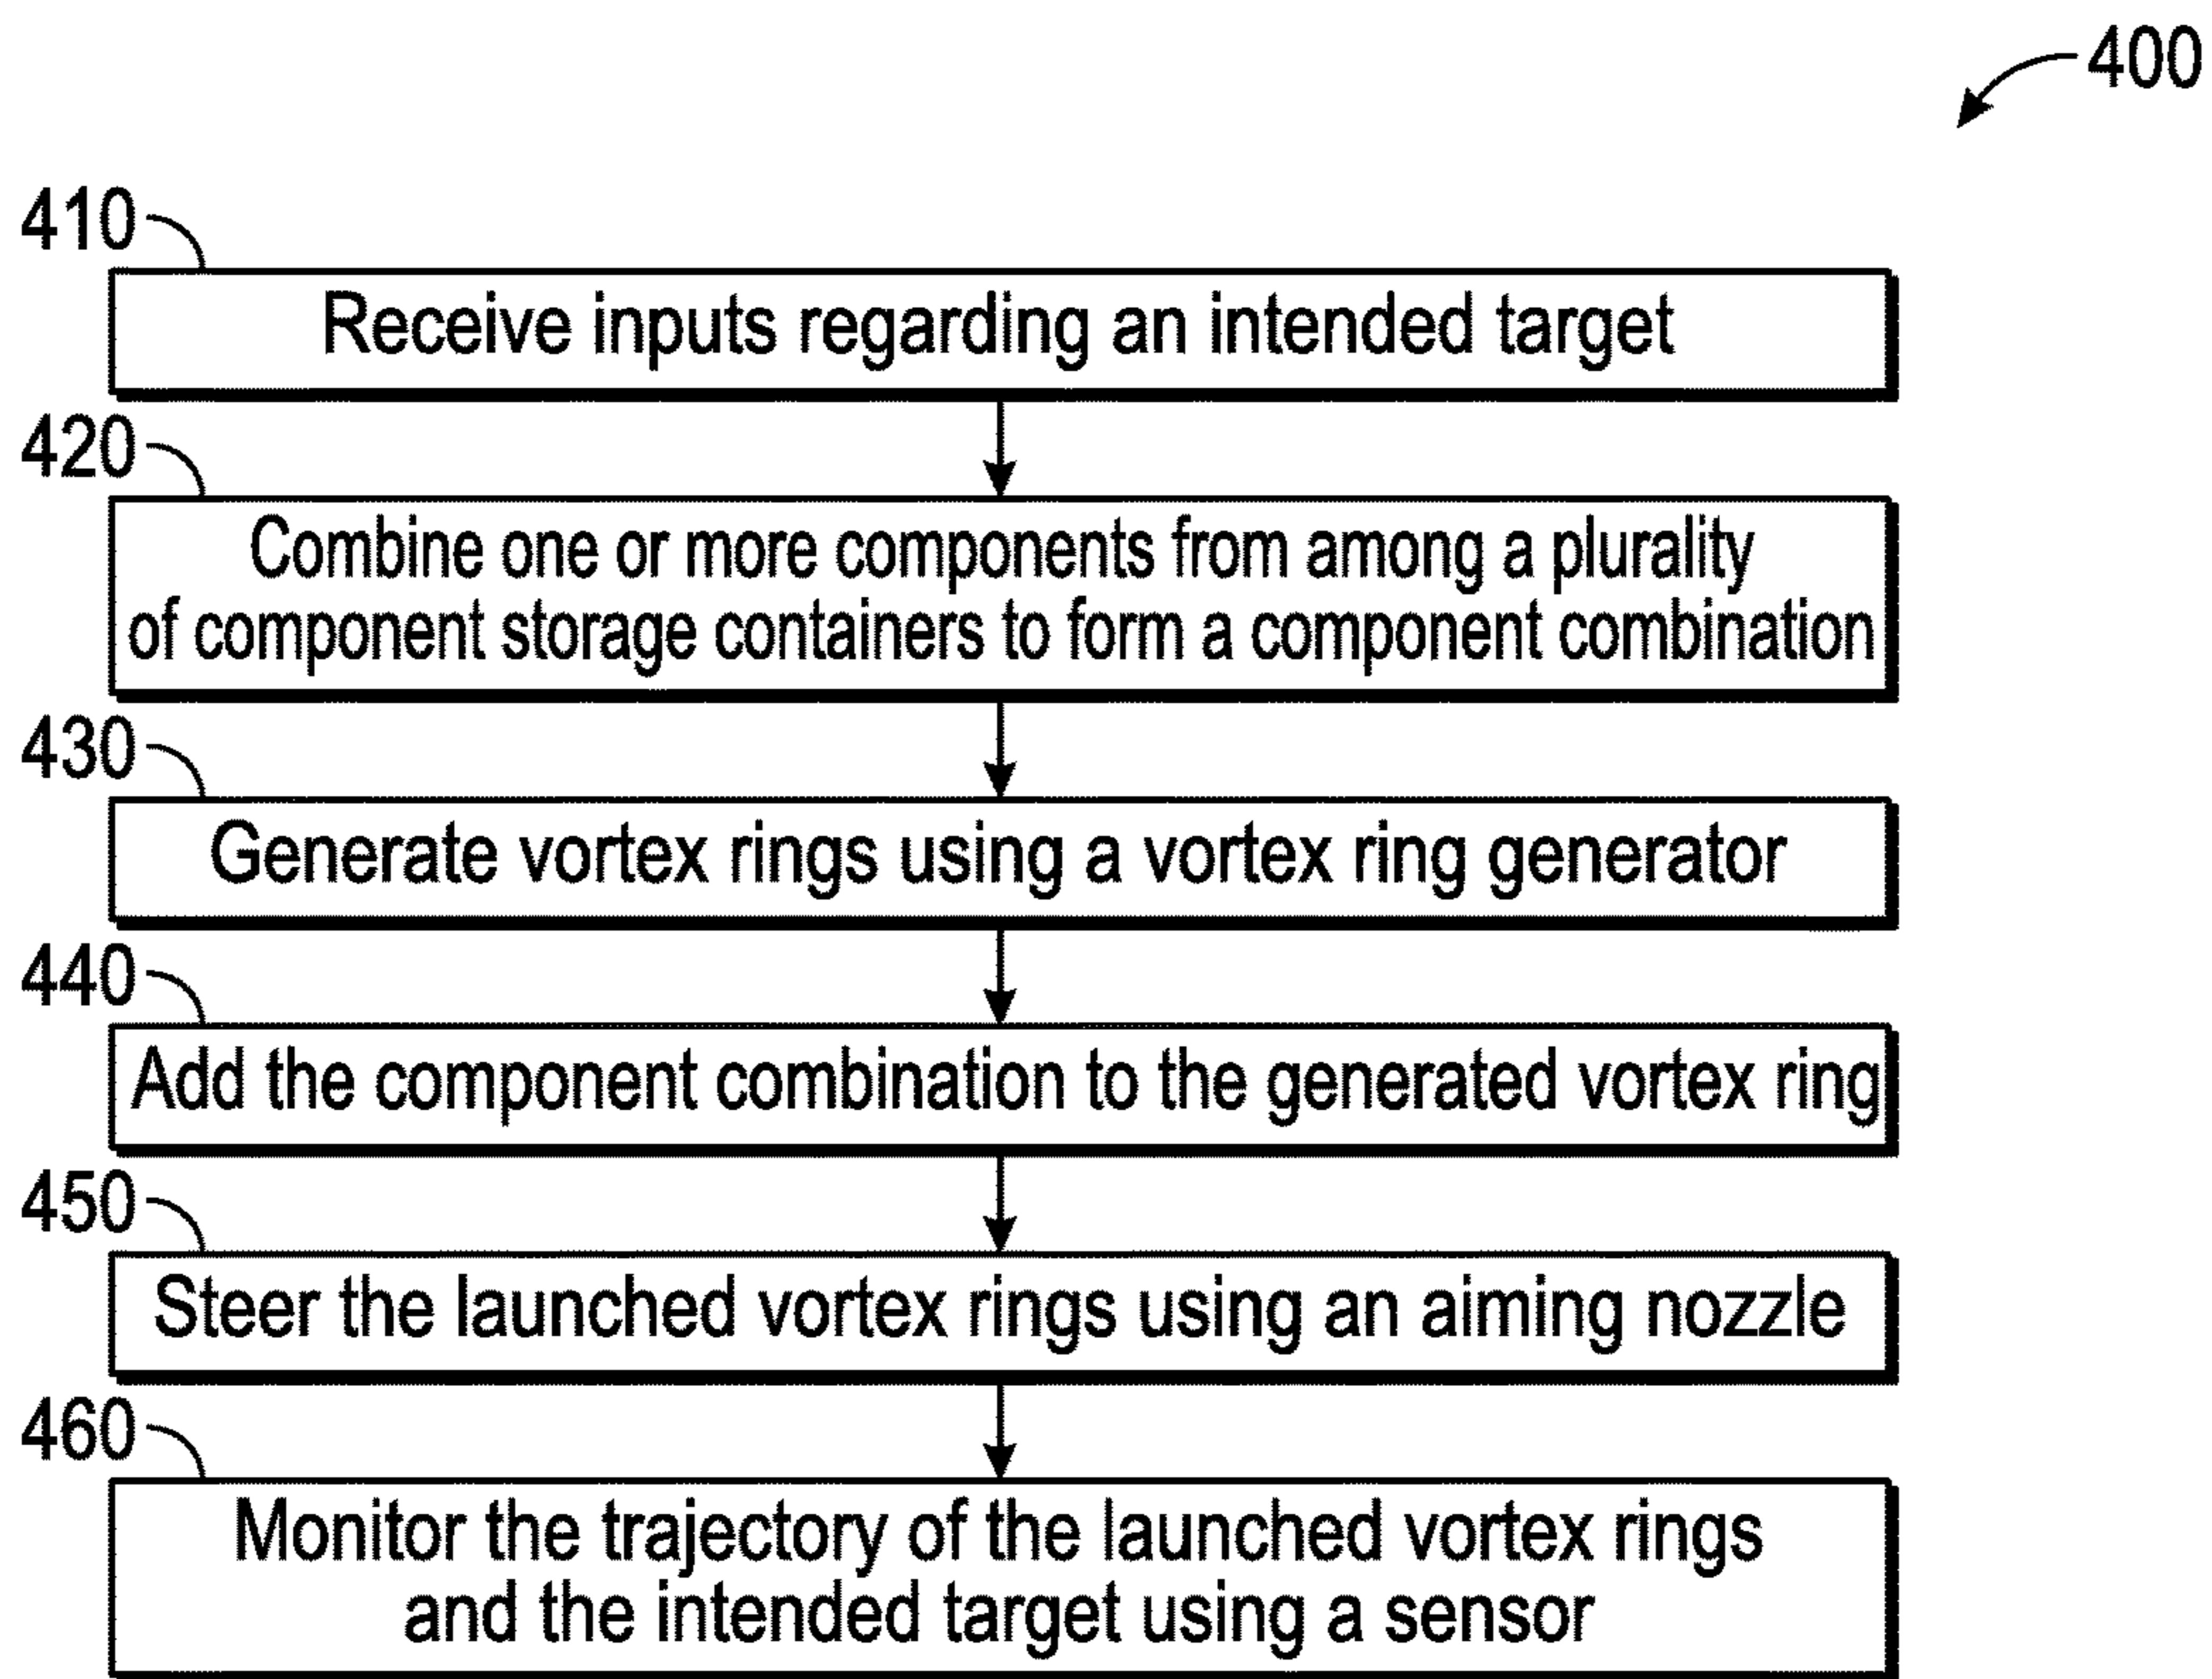 400
410
Receive inputs regarding an intended target
420
Combine one or more components from among a plurality
of component storage containers to form a component combination
430
Generate vortex rings using a vortex ring generator
440
Add the component combination to the generated vortex ring
450
Steer the launched vortex rings using an aiming nozzle
460
Monitor the trajectory of the launched vortex rings
and the intended target using a sensor